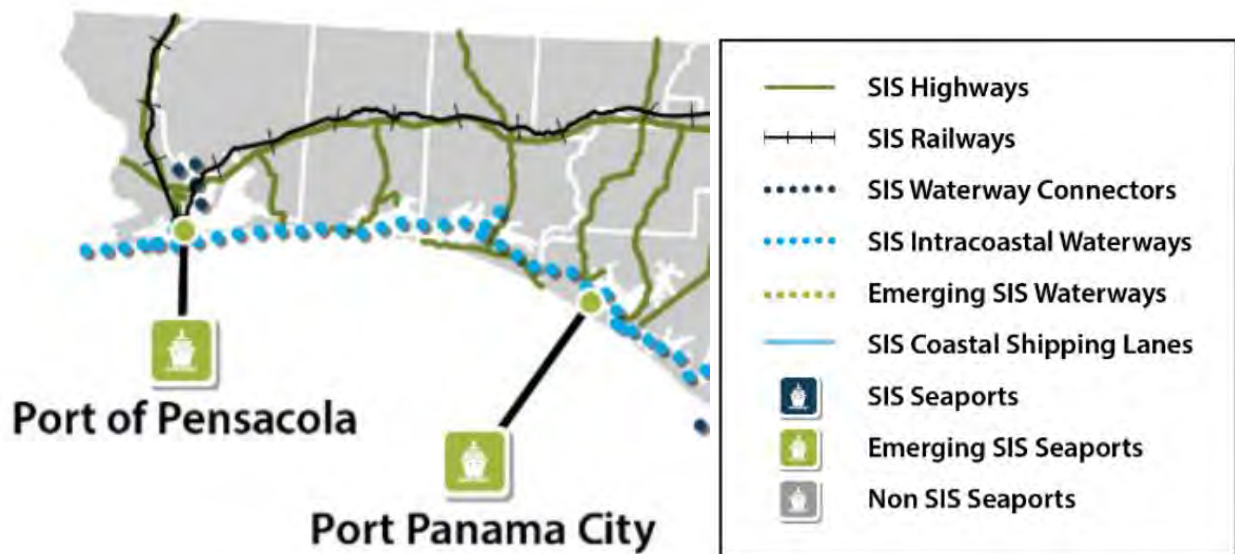 Port of Pensacola
Port Panama City
SIS Highways
SIS Railways
SIS Waterway Connectors
SIS Intracoastal Waterways
Emerging SIS Waterways
SIS Coastal Shipping Lanes
SIS Seaports
Emerging SIS Seaports
Non SIS Seaports